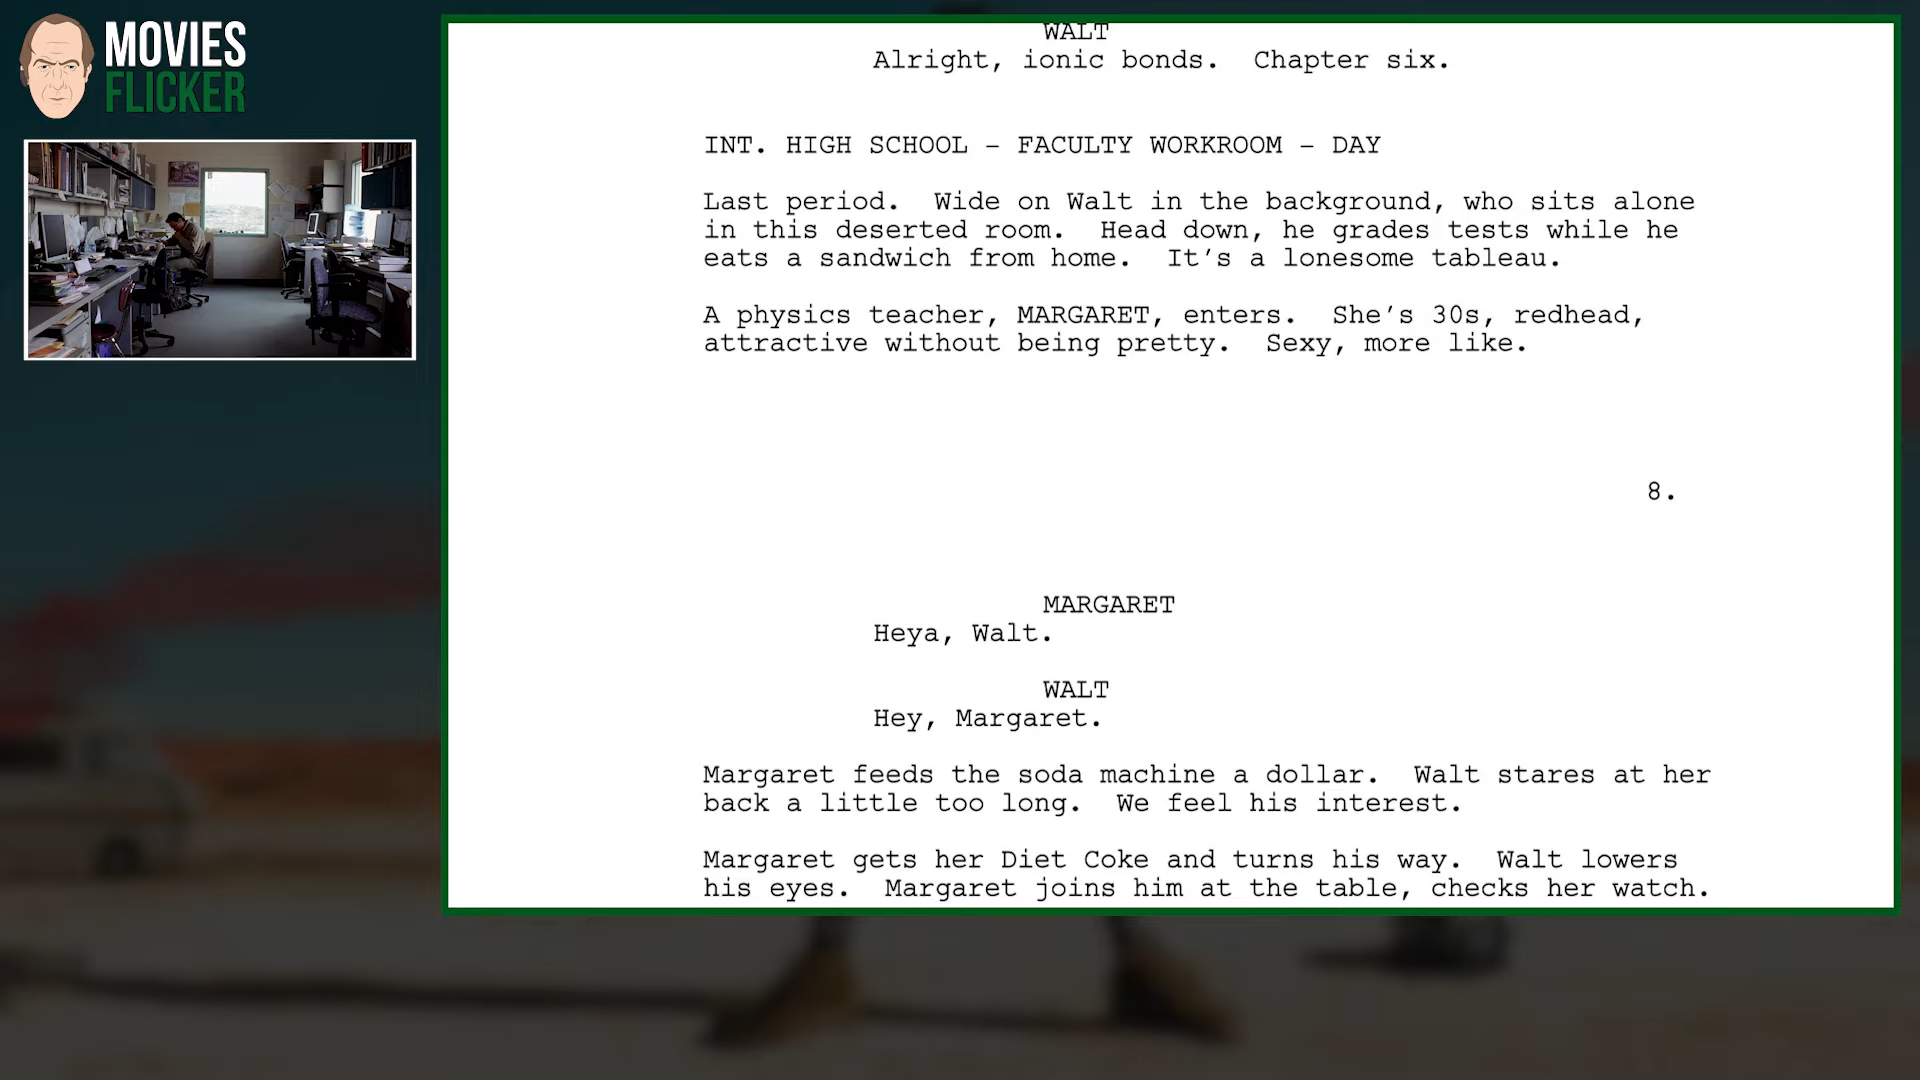 MOVIES
FLICKER
WALT
Alright, ionic bonds. Chapter six.
INT. HIGH SCHOOL – FACULTY WORKROOM – DAY
Last period. Wide on Walt in the background, who sits alone
in this deserted room. Head down, he grades tests while he
eats a sandwich from home. It's a lonesome tableau.
A physics teacher, MARGARET, enters. She's 30s, redhead,
attractive without being pretty. Sexy, more like.
8.
MARGARET
Heya, Walt.
WALT
Hey, Margaret.
Margaret feeds the soda machine a dollar. Walt stares at her
back a little too long. We feel his interest.
Margaret gets her Diet Coke and turns his way. Walt lowers
his eyes. Margaret joins him at the table, checks her watch.